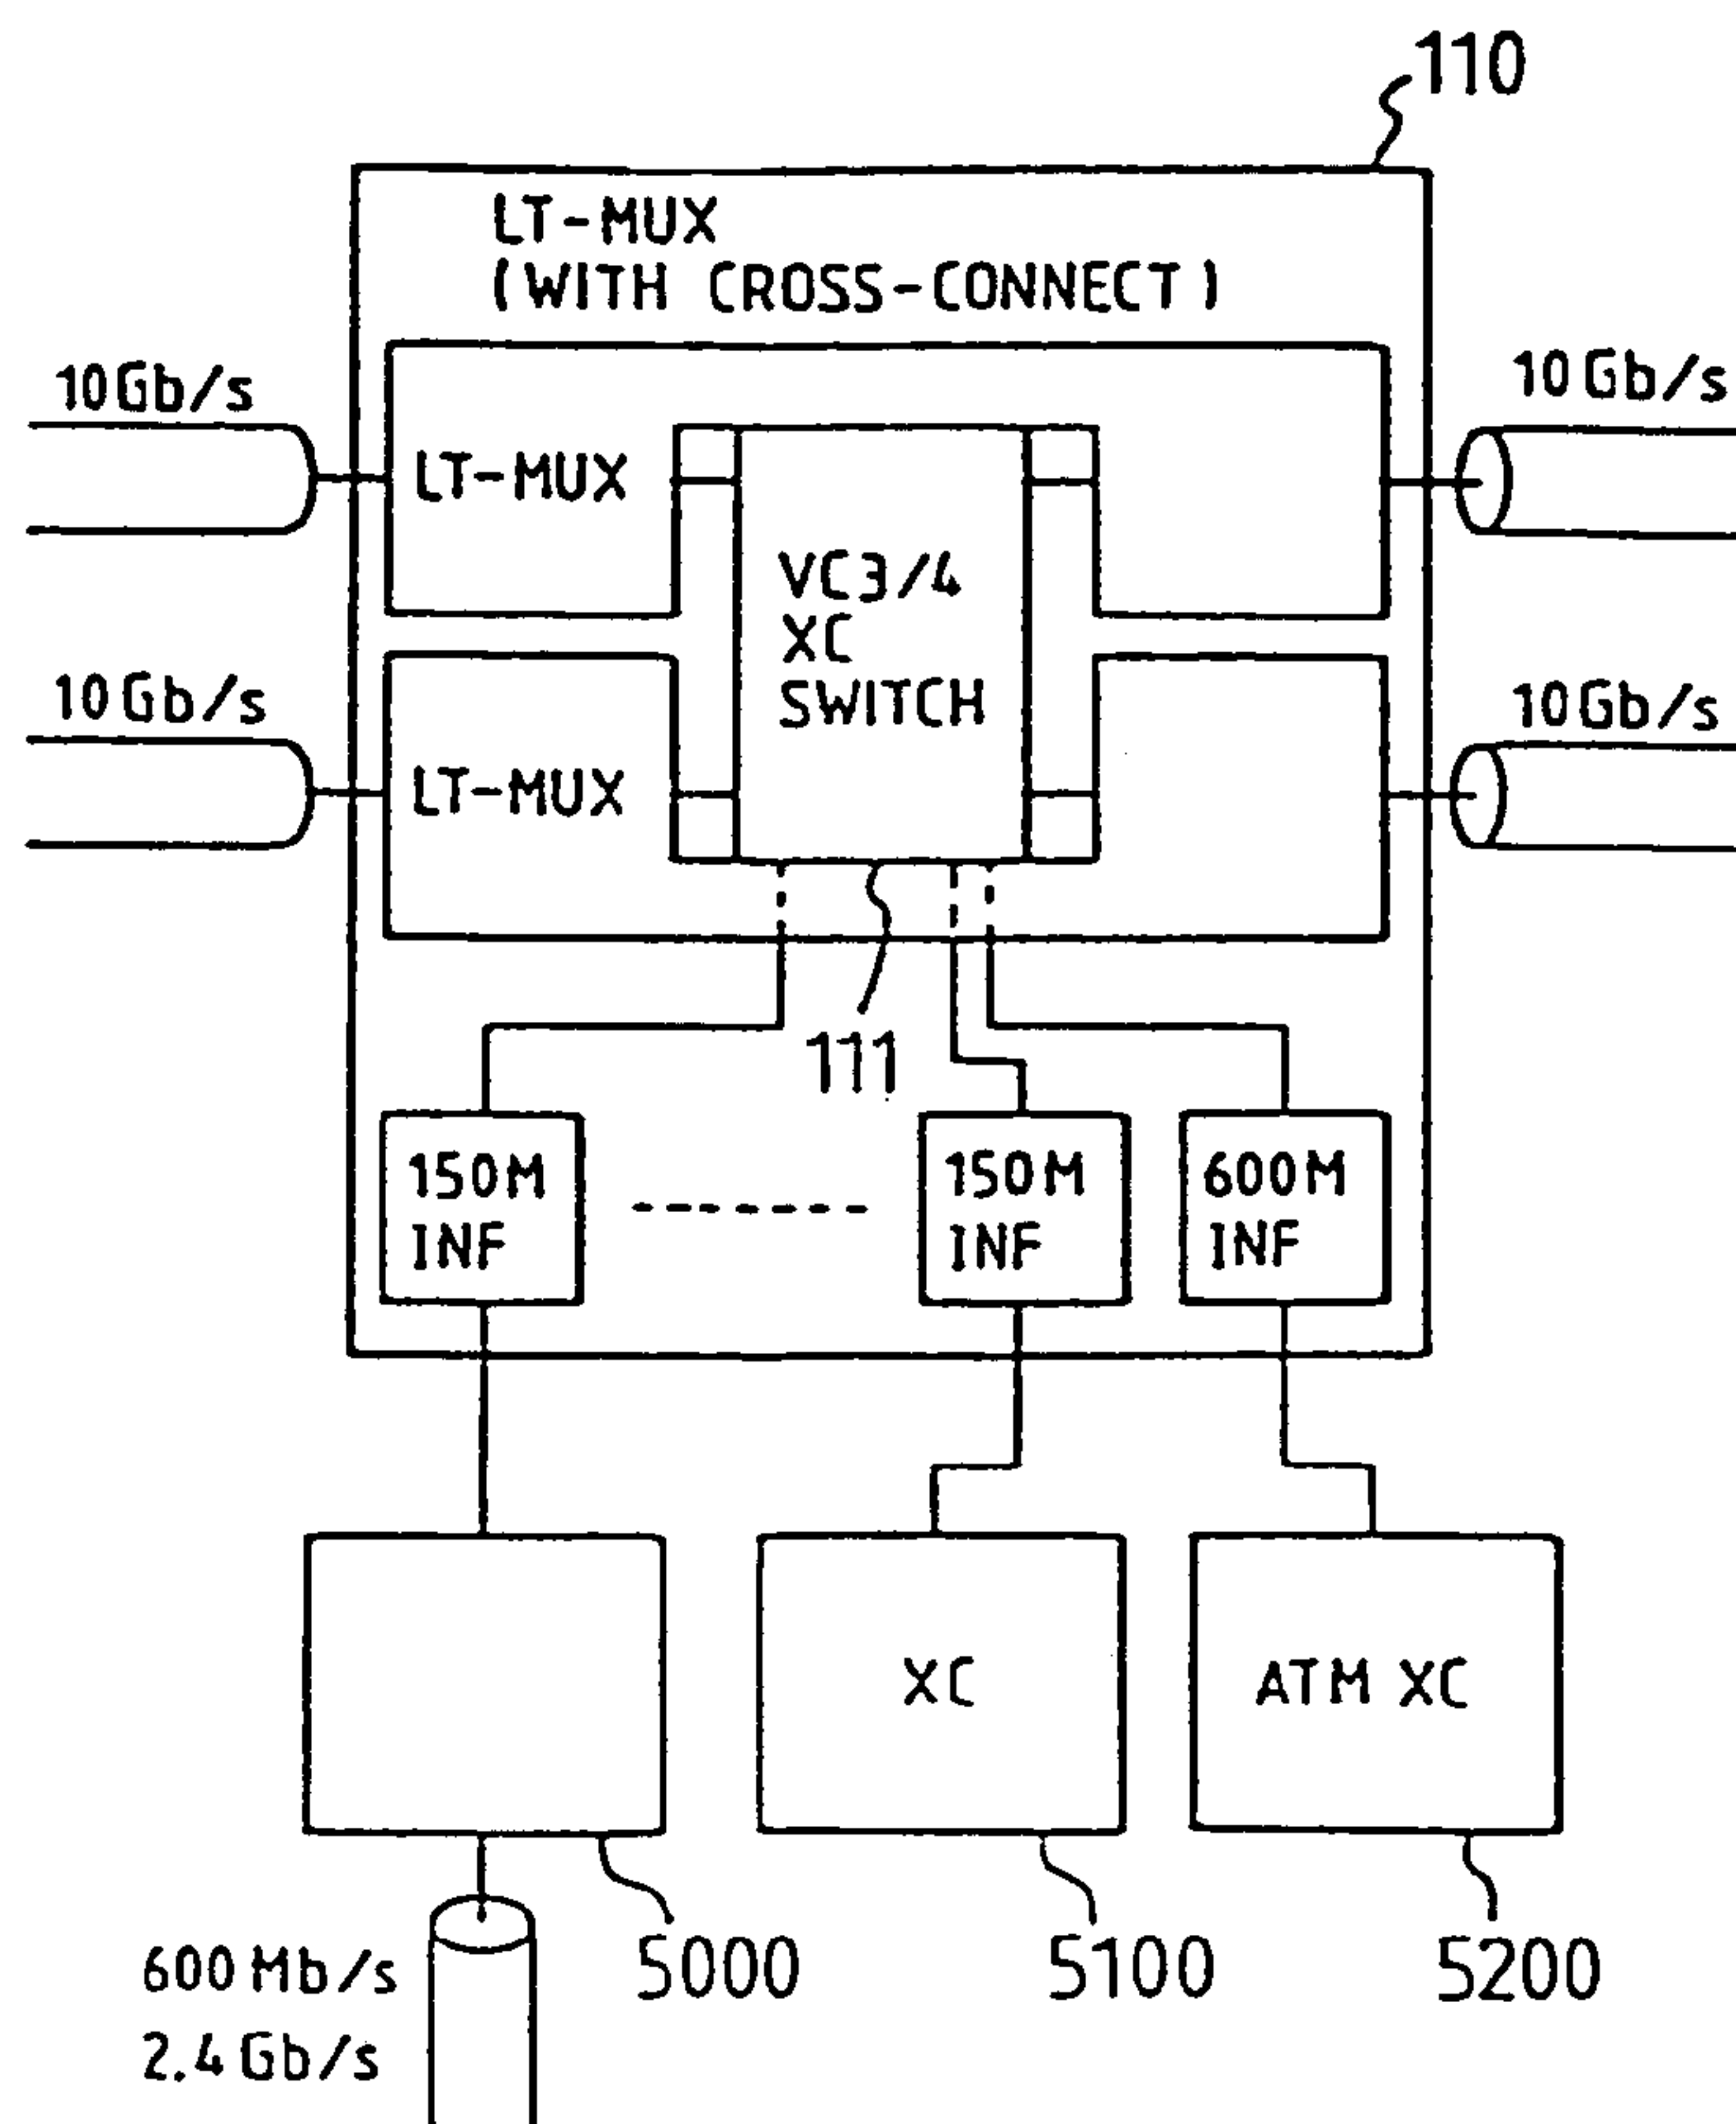 110
LT-MUX
(WITH CROSS-CONNECT)
10Gb/s
10Gb/s
LT-MUX
VC3/4
XC
SWITCH
10Gb/s
10Gb/s
LT-MUX
111
150M
INF
150M
INF
600M
INF
XC
ATM XC
5000
5100
5200
600Mb/s
2.4Gb/s